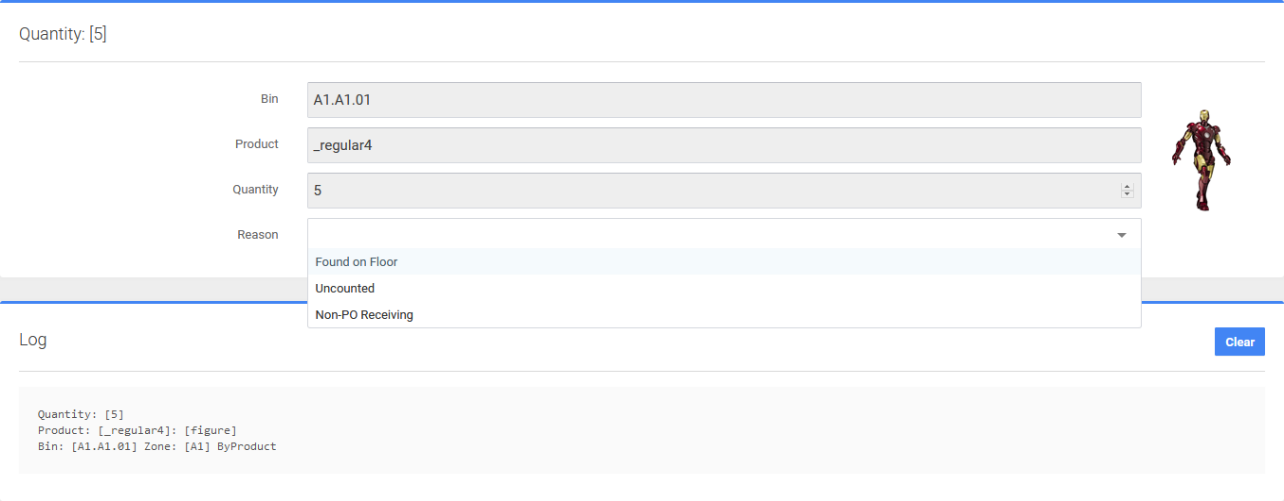 Quantity: [5]
Bin
A1.A1.01
Product
_regular4
Quantity
5
Reason
Found on Floor
Uncounted
Non-PO Receiving
Log
Clear
Quantity: [5]
Product: [_regular4]: [figure]
Bin: [A1.A1.01] Zone: [A1] ByProduct